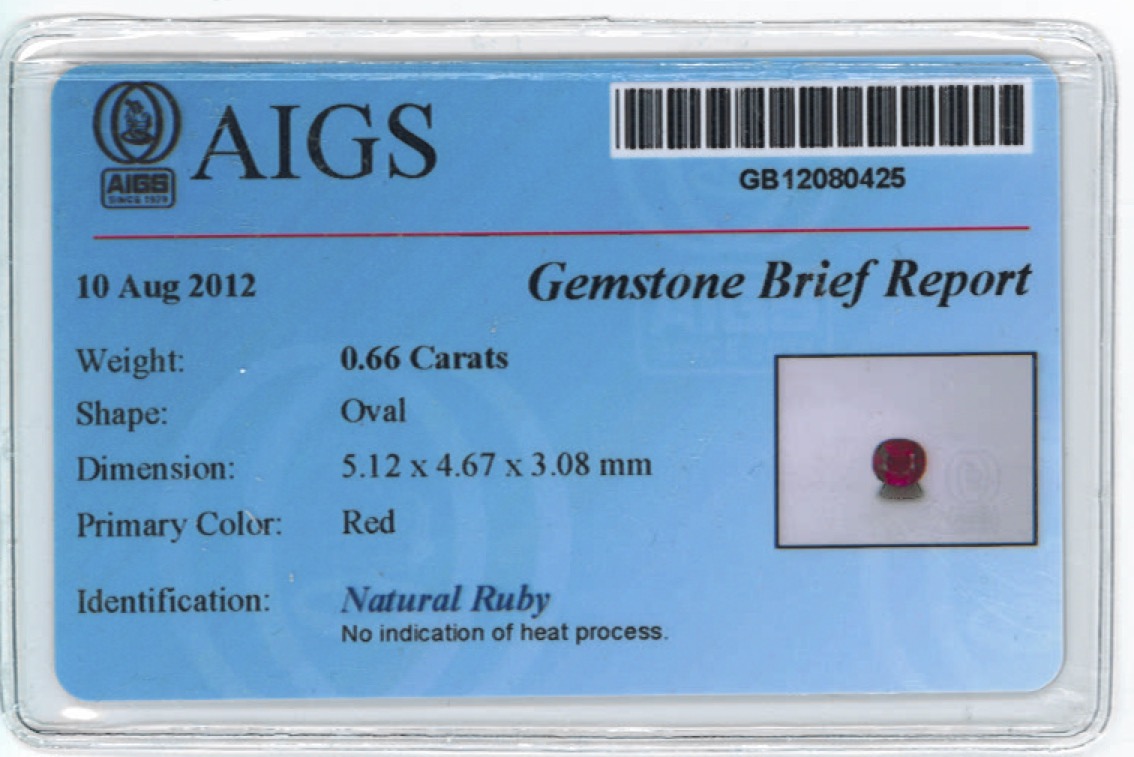 AIGS
AIGS
SINCE 1978
GB12080425
10 Aug 2012
Gemstone Brief Report
Weight: 0.66 Carats
Shape: Oval
Dimension: 5.12 x 4.67 x 3.08 mm
Primary Color: Red
Identification: Natural Ruby
No indication of heat process.